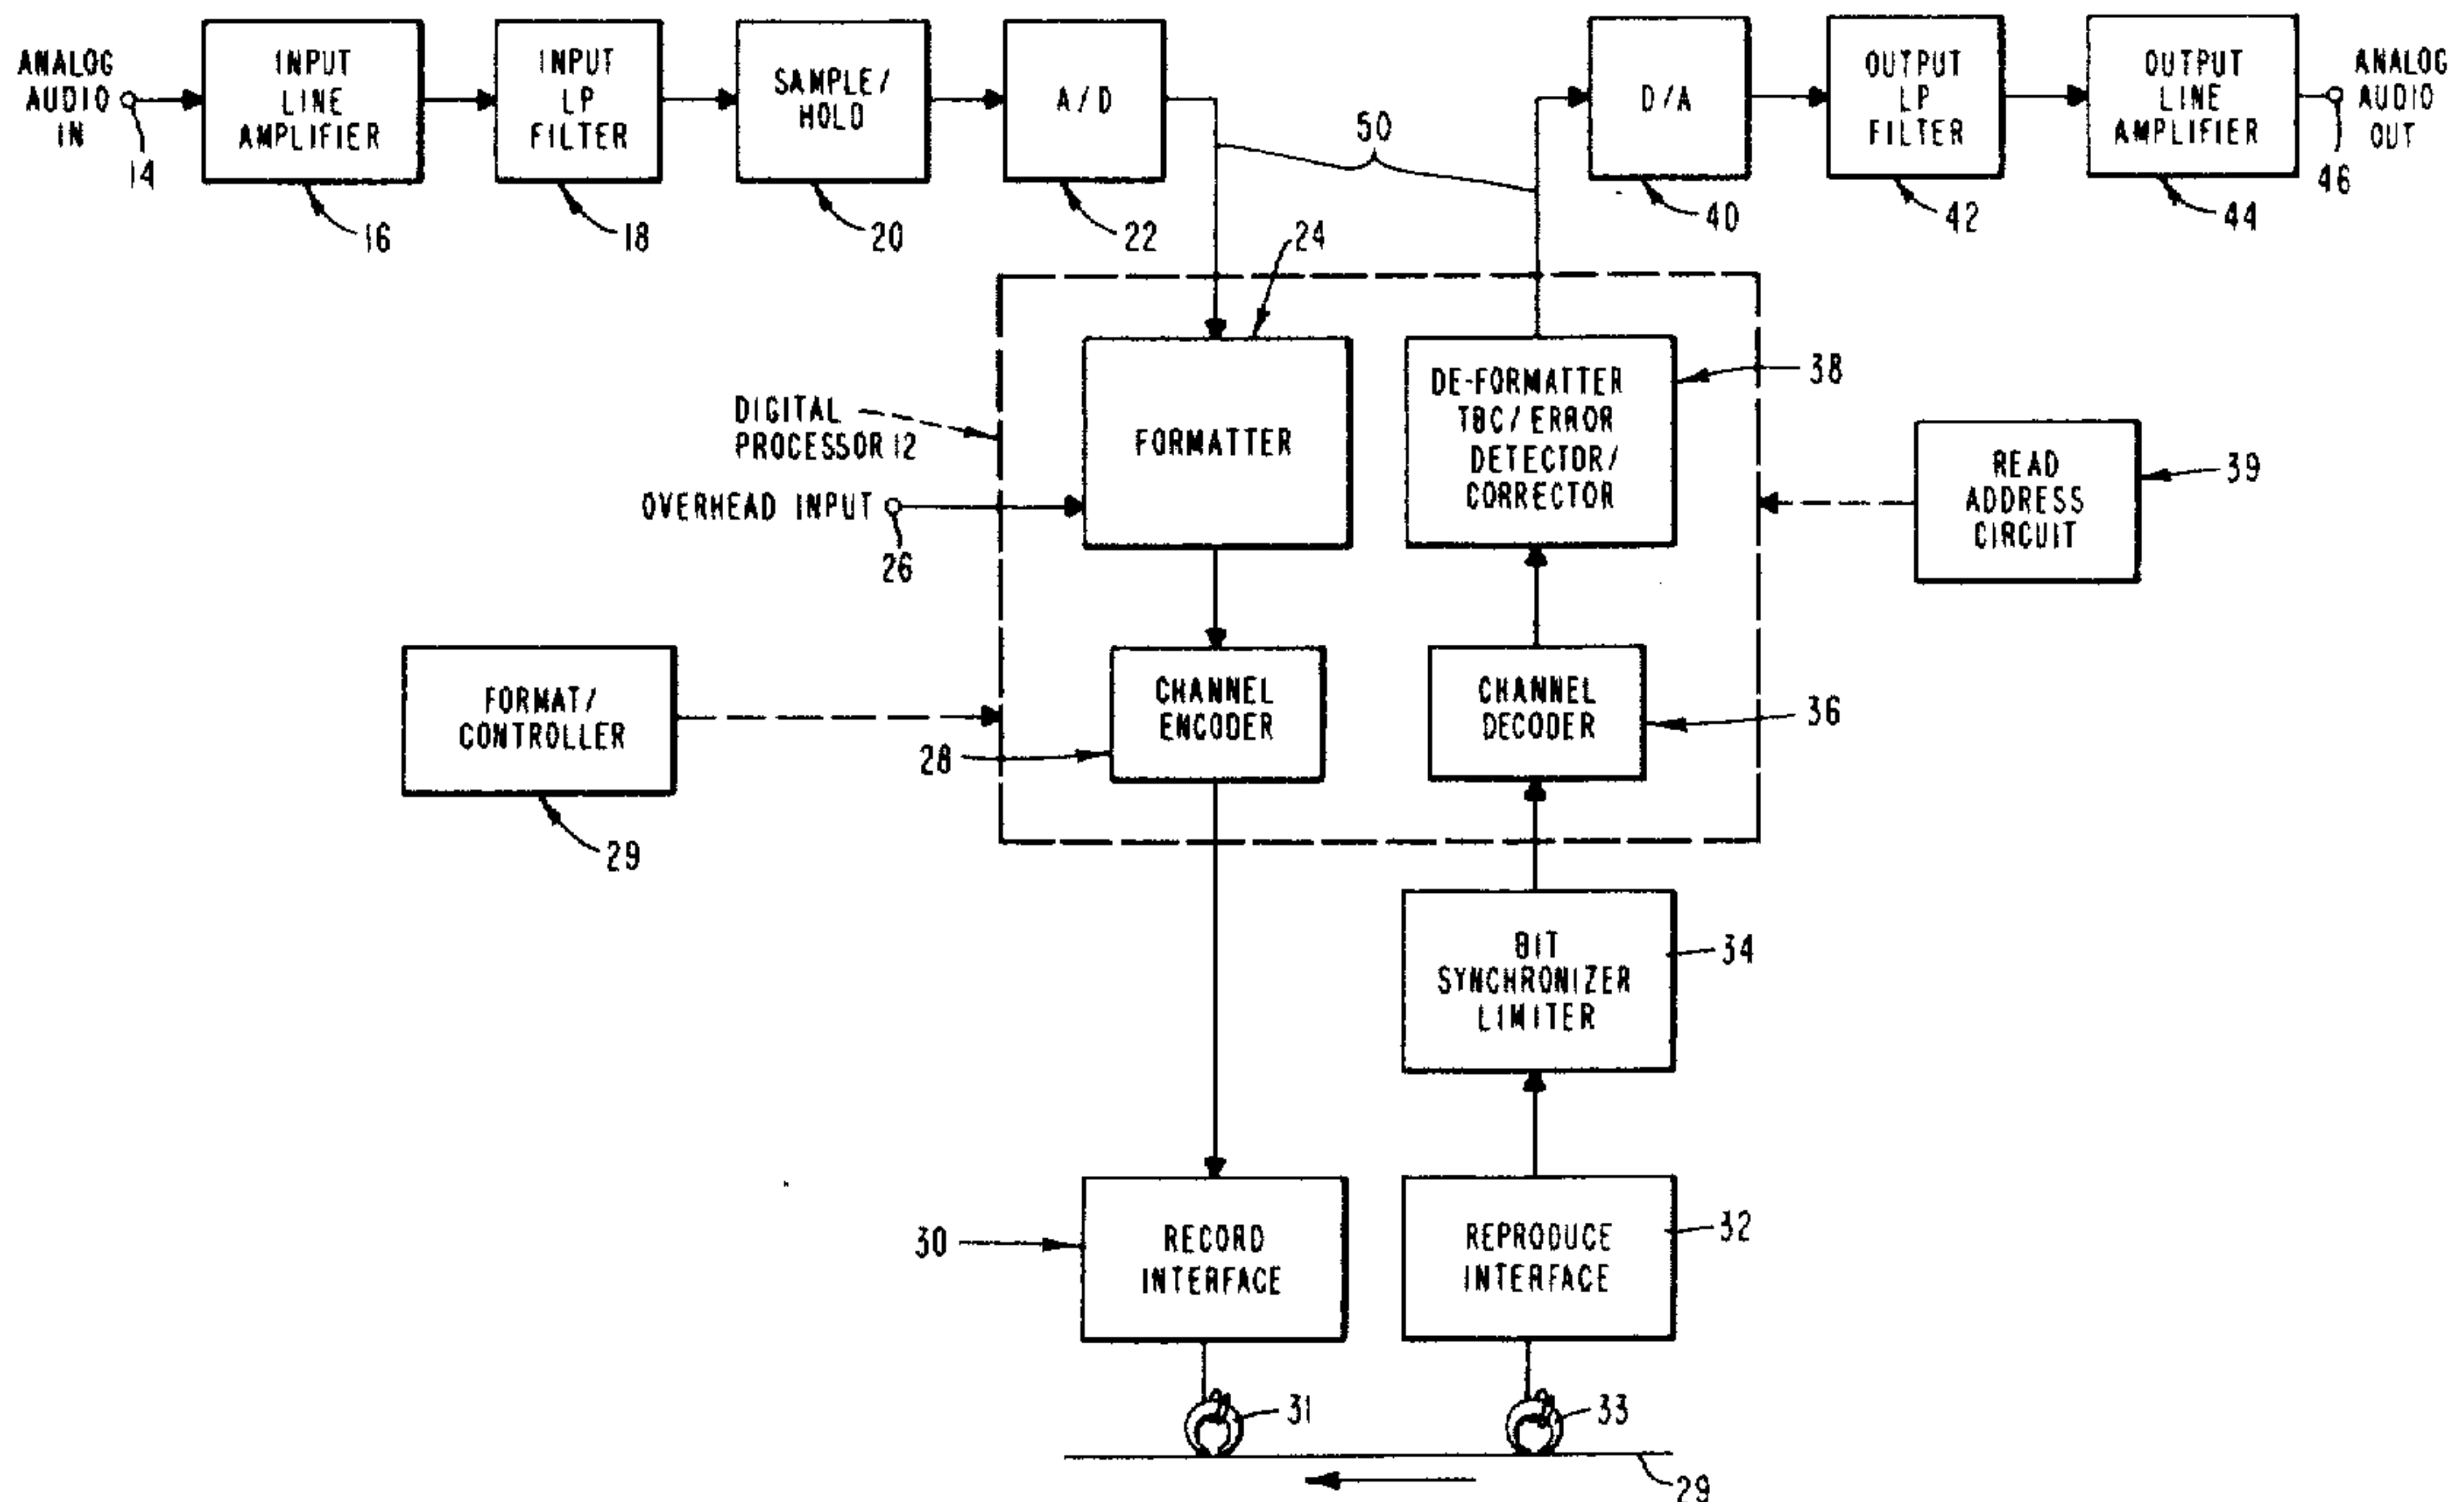 ANALOG
AUDIO
IN
14
INPUT
LINE
AMPLIFIER
16
INPUT
LP
FILTER
18
SAMPLE/
HOLD
20
A/D
22
50
D/A
40
OUTPUT
LP
FILTER
42
OUTPUT
LINE
AMPLIFIER
44
ANALOG
AUDIO
OUT
46
24
DIGITAL
PROCESSOR 12
OVERHEAD INPUT
26
FORMATTER
DE-FORMATTER
TBC/ERROR
DETECTOR/
CORRECTOR
38
READ
ADDRESS
CIRCUIT
39
FORMAT/
CONTROLLER
29
CHANNEL
ENCODER
28
CHANNEL
DECODER
36
BIT
SYNCHRONIZER
LIMITER
34
30
RECORD
INTERFACE
REPRODUCE
INTERFACE
32
31
33
29